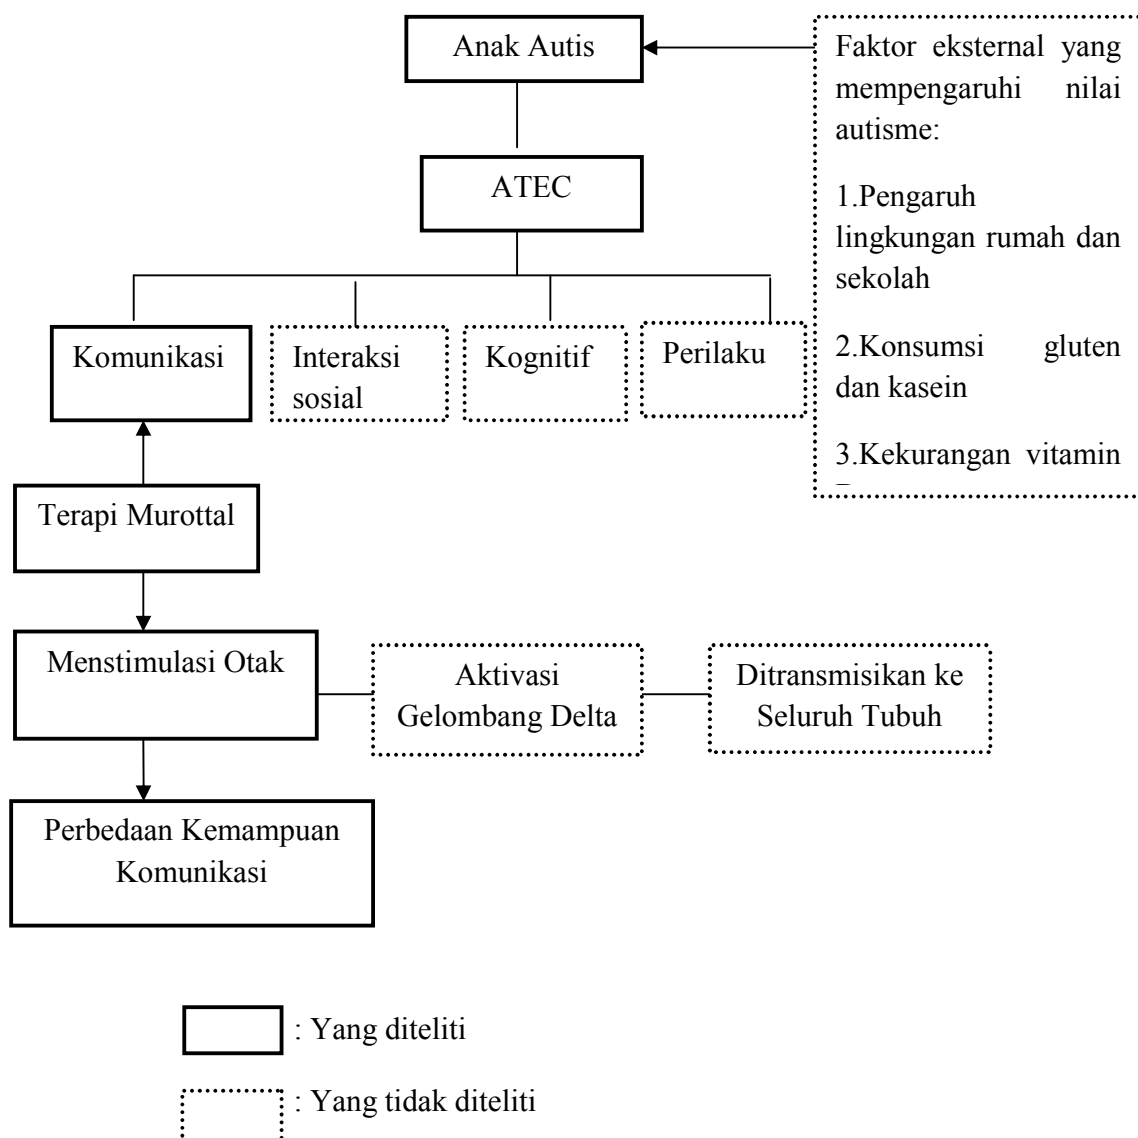 Anak Autis
Faktor eksternal yang
mempengaruhi nilai
autisme:
1.Pengaruh
lingkungan rumah dan
sekolah
2.Konsumsi gluten
dan kasein
3.Kekurangan vitamin
ATEC
Komunikasi
Interaksi
sosial
Kognitif
Perilaku
Terapi Murottal
Menstimulasi Otak
Aktivasi
Gelombang Delta
Ditransmisikan ke
Seluruh Tubuh
Perbedaan Kemampuan
Komunikasi
: Yang diteliti
: Yang tidak diteliti